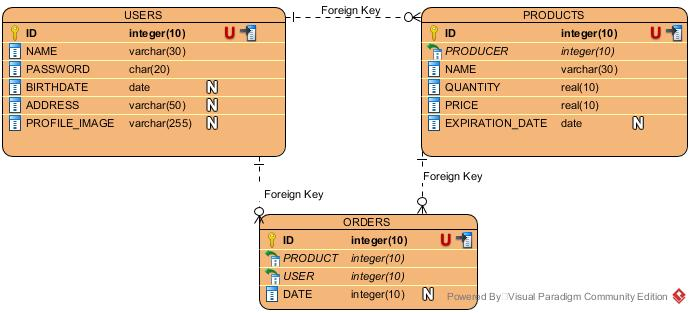 USERS
ID integer(10) U
NAME varchar(30)
PASSWORD char(20)
BIRTHDATE date N
ADDRESS varchar(50) N
PROFILE_IMAGE varchar(255) N
Foreign Key
PRODUCTS
ID integer(10) U
PRODUCER integer(10)
NAME varchar(30)
QUANTITY real(10)
PRICE real(10)
EXPIRATION_DATE date N
Foreign Key
Foreign Key
ORDERS
ID integer(10) U
PRODUCT integer(10)
USER integer(10)
DATE integer(10) N
Powered By Visual Paradigm Community Edition